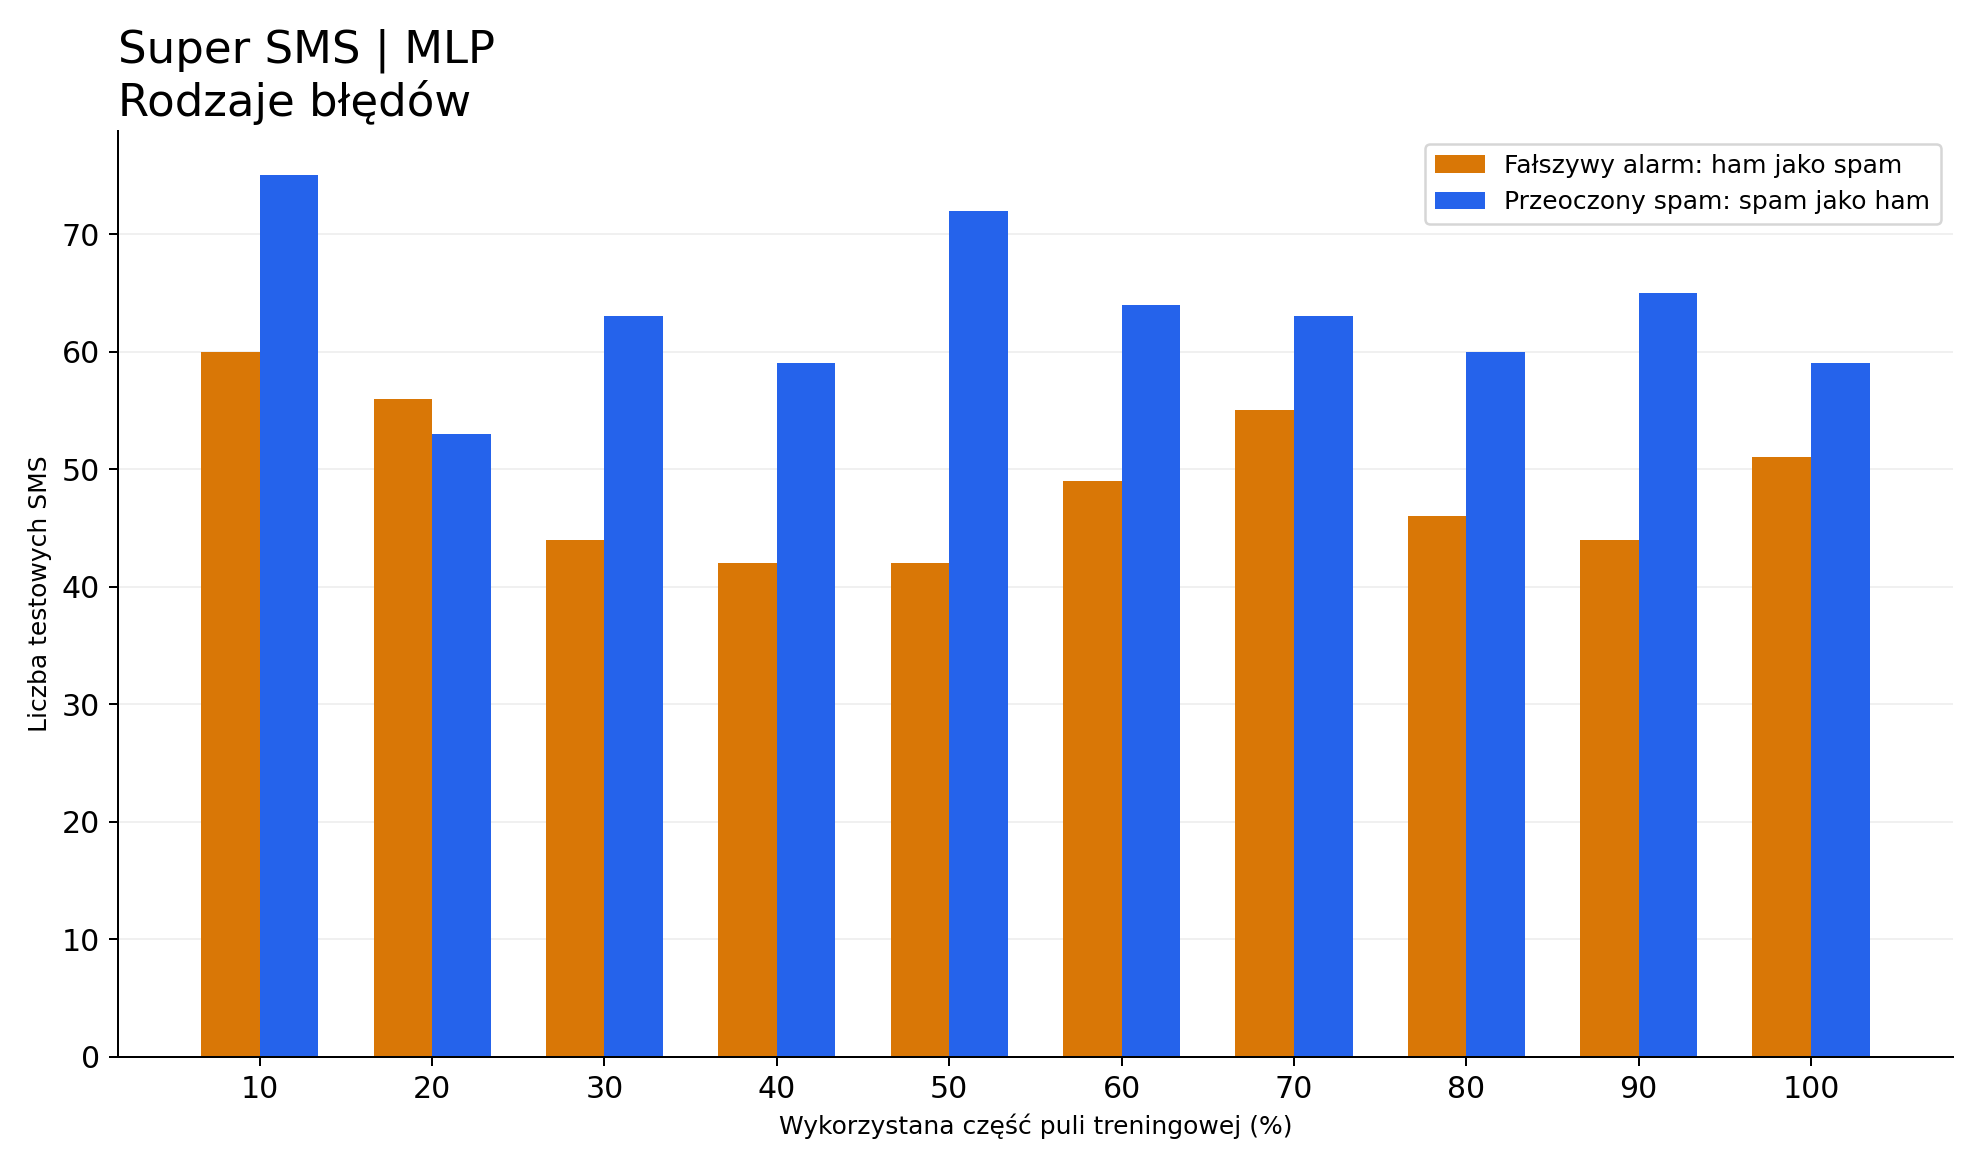 Super SMS | MLP
Rodzaje błędów
Fałszywy alarm: ham jako spam
Przeoczony spam: spam jako ham
Liczba testowych SMS
70
60
50
40
30
20
10
0
10 20 30 40 50 60 70 80 90 100
Wykorzystana część puli treningowej (%)